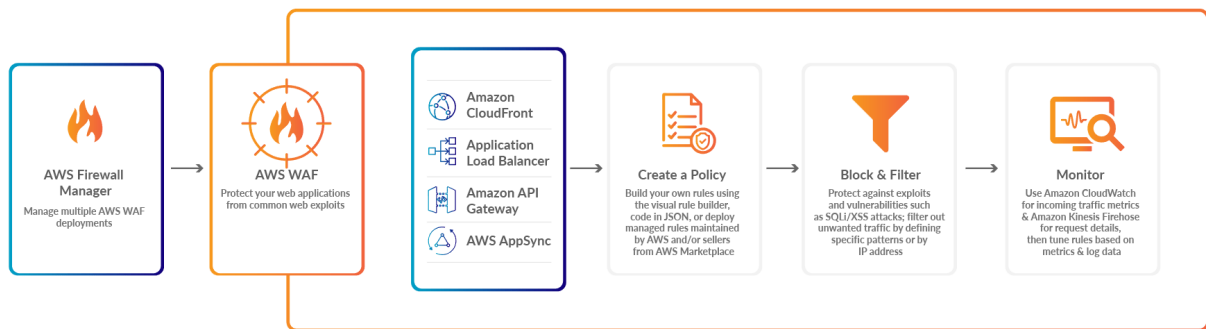 AWS Firewall
Manager
Manage multiple AWS WAF
deployments
AWS WAF
Protect your web applications
from common web exploits
Amazon
CloudFront
Application
Load Balancer
Amazon API
Gateway
AWS AppSync
Create a Policy
Build your own rules using
the visual rule builder,
code in JSON, or deploy
managed rules maintained
by AWS and/or sellers
from AWS Marketplace
Block & Filter
Protect against exploits
and vulnerabilities such
as SQLi/XSS attacks; filter out
unwanted traffic by defining
specific patterns or by
IP address
Monitor
Use Amazon CloudWatch
for incoming traffic metrics
& Amazon Kinesis Firehose
for request details,
then tune rules based on
metrics & log data